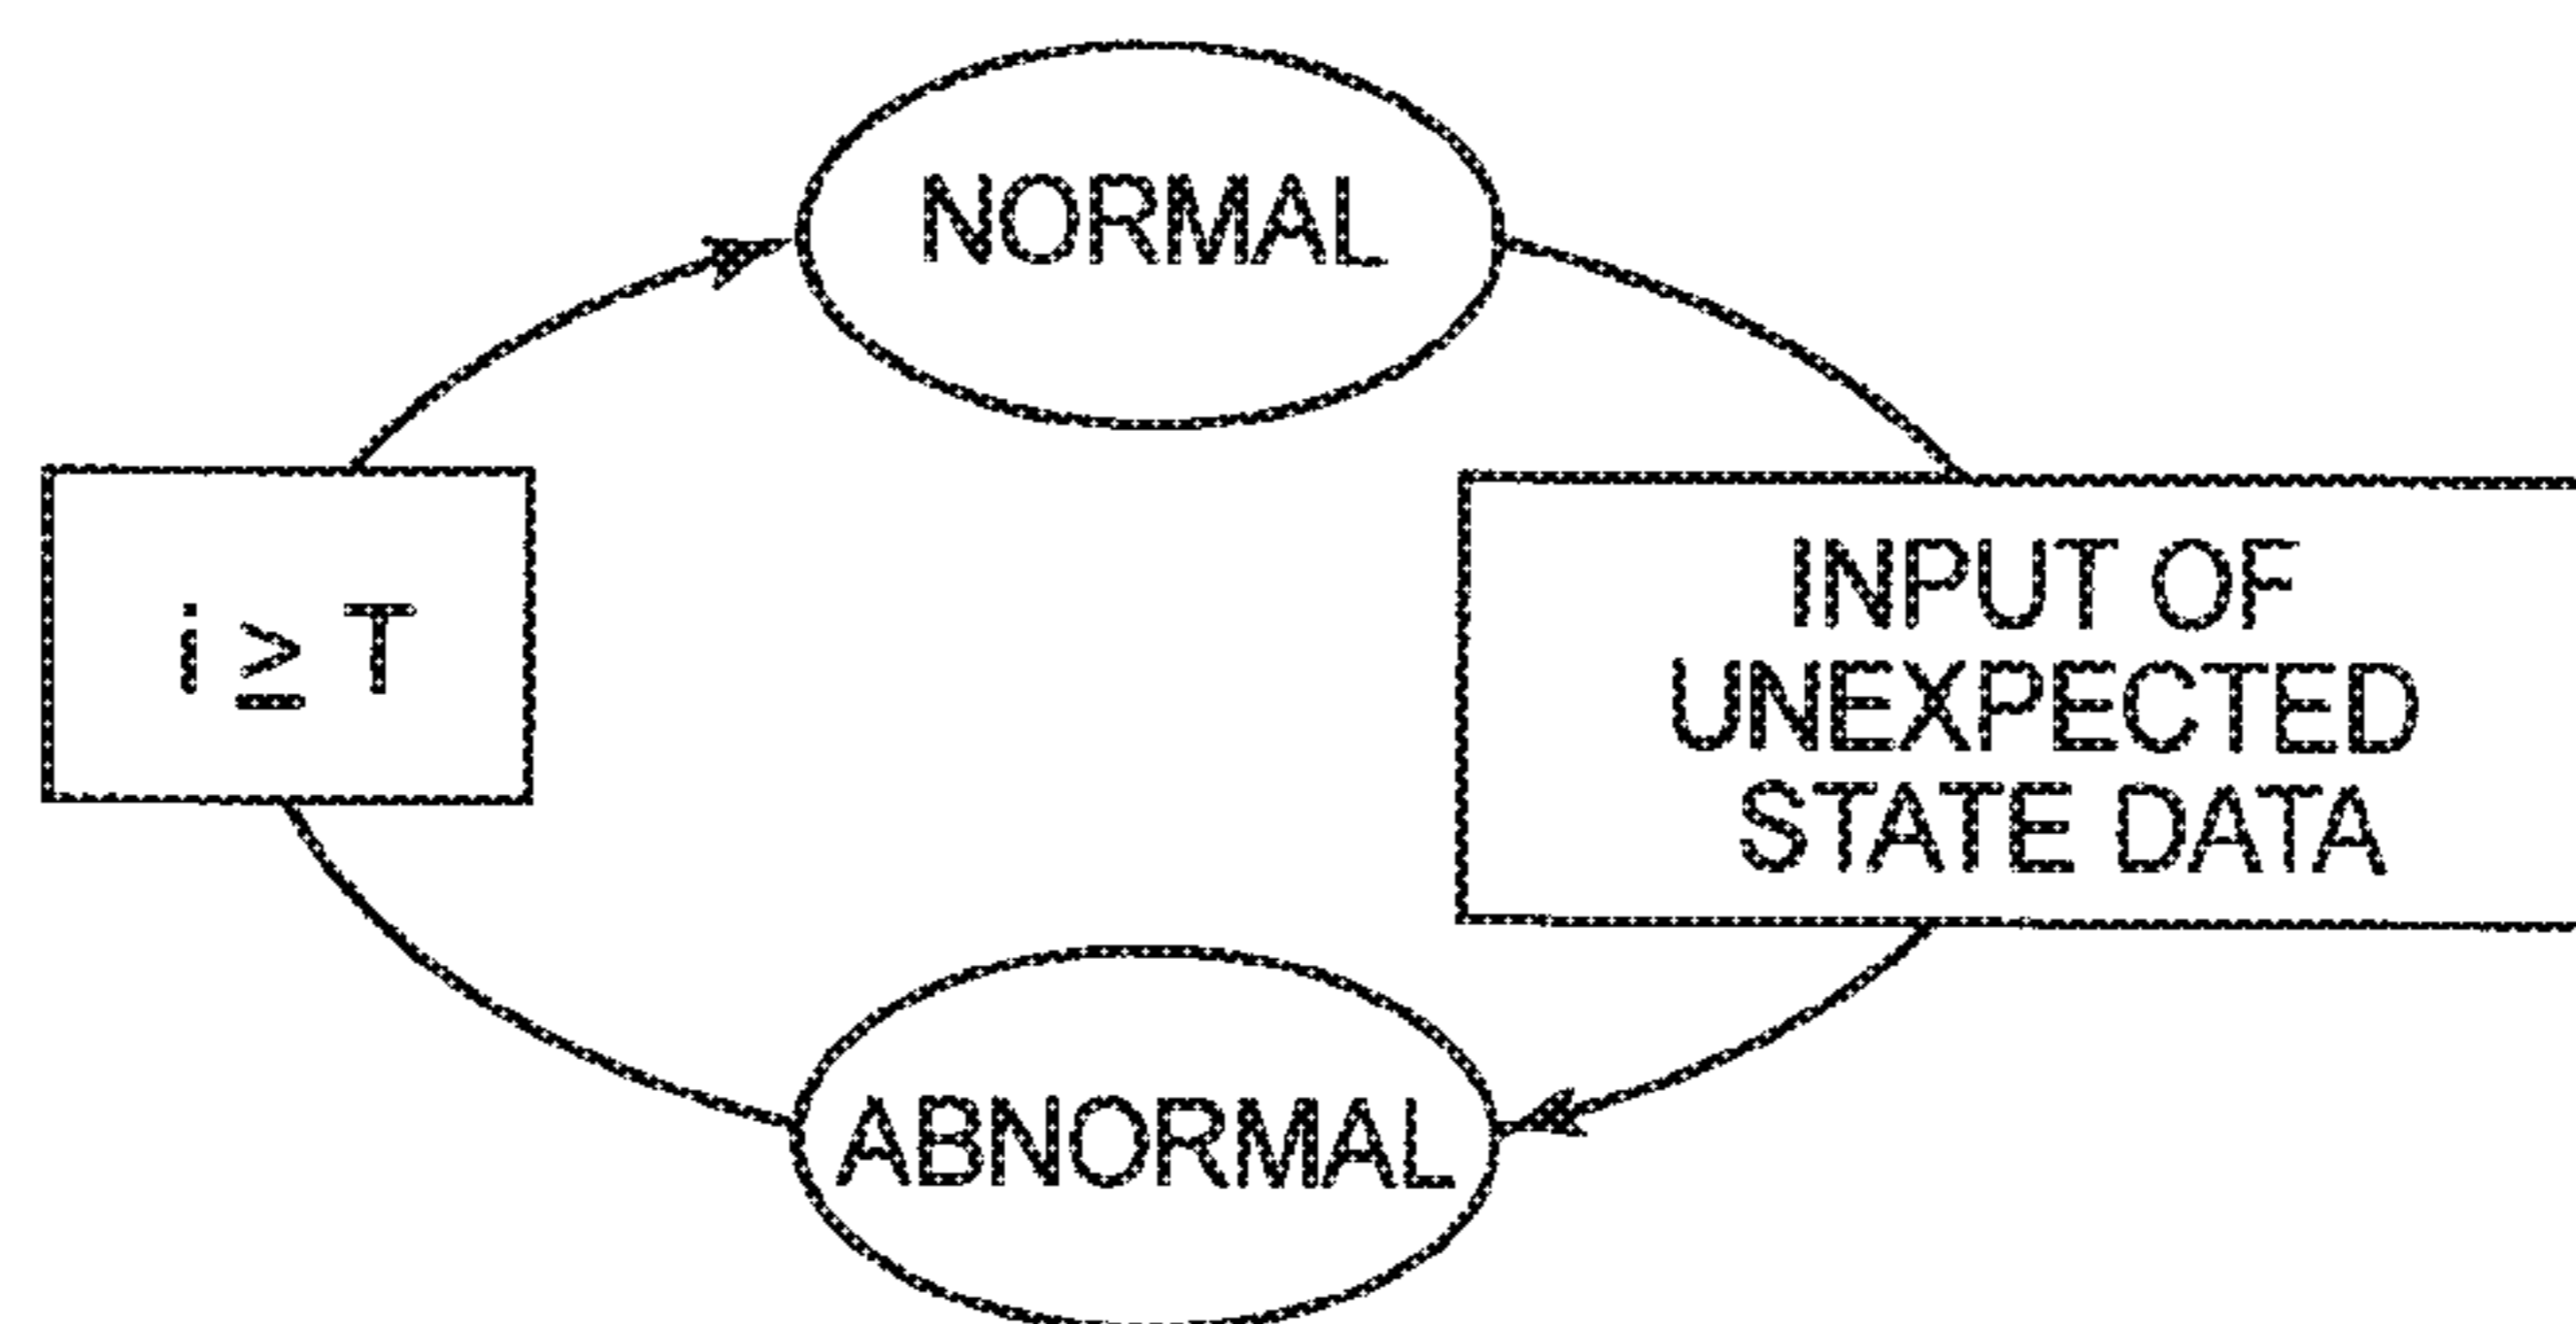 NORMAL
i ≥ T
INPUT OF
UNEXPECTED
STATE DATA
ABNORMAL